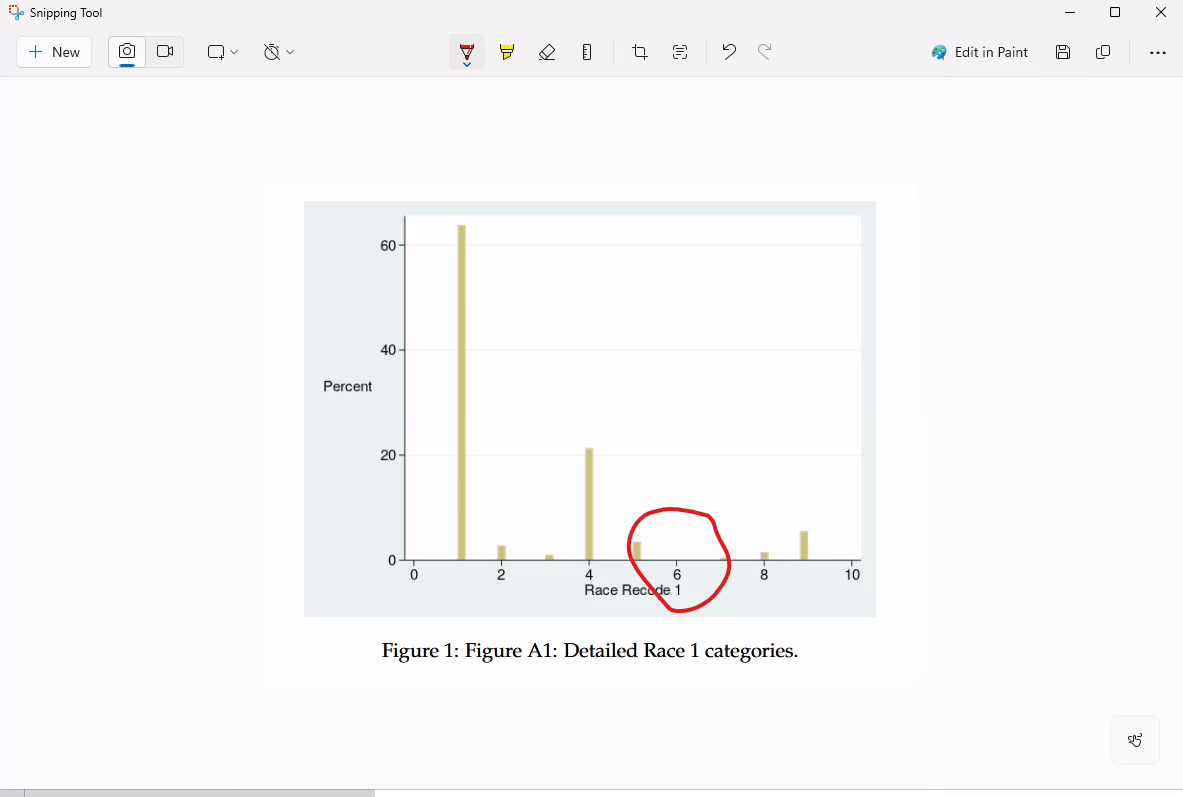 Snipping Tool
New
Edit in Paint
60
40
Percent
20
0
0 2 4 6 8 10
Race Recode 1
Figure 1: Figure A1: Detailed Race 1 categories.